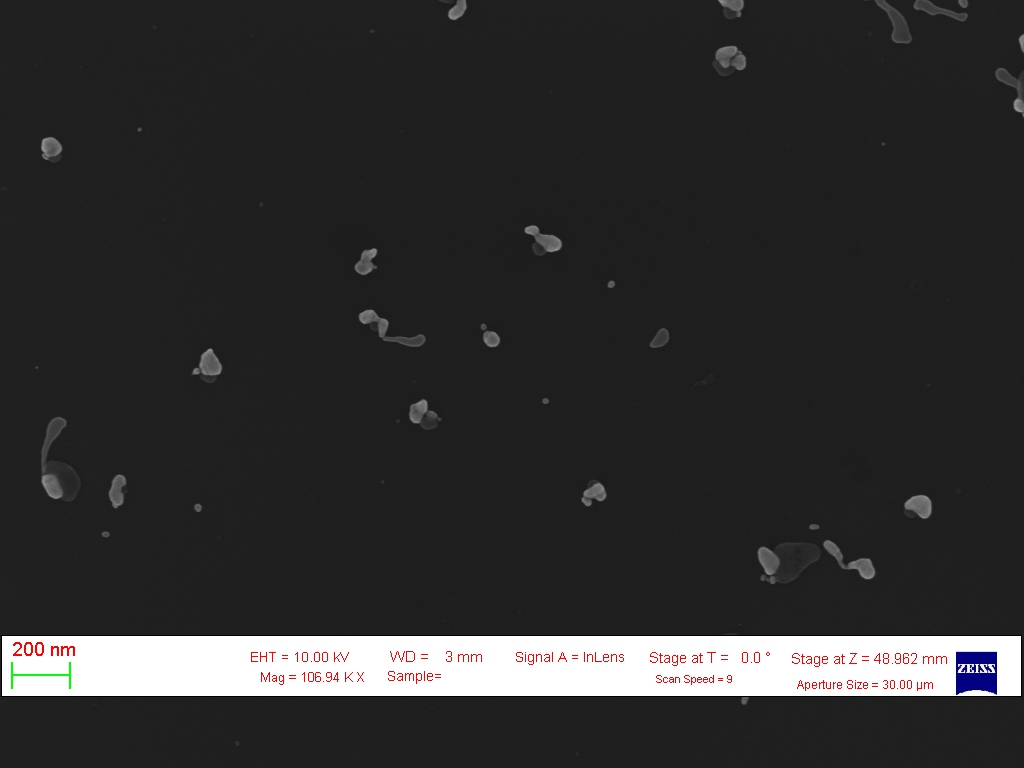 200 nm
EHT = 10.00 kV
Mag = 106.94 K X
WD = 3 mm
Sample=
Signal A = InLens
Stage at T = 0.0 °
Scan Speed = 9
Stage at Z = 48.962 mm
Aperture Size = 30.00 µm
ZEISS